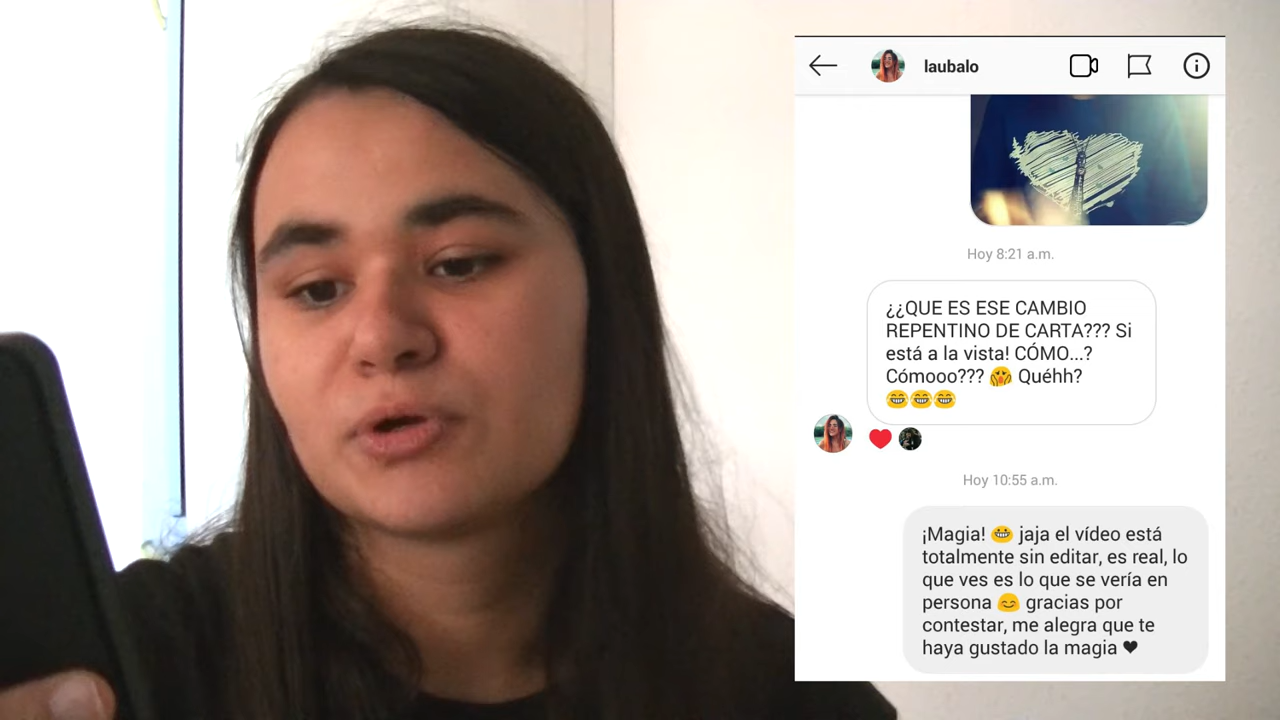 laubalo
Hoy 8:21 a.m.
¿¿QUE ES ESE CAMBIO
REPENTINO DE CARTA??? Si
está a la vista! CÓMO...?
Cómooo??? 😱 Quéhh?
😂😂😂
Hoy 10:55 a.m.
¡Magia! 😁 jaja el vídeo está
totalmente sin editar, es real, lo
que ves es lo que se vería en
persona 😊 gracias por
contestar, me alegra que te
haya gustado la magia ♥